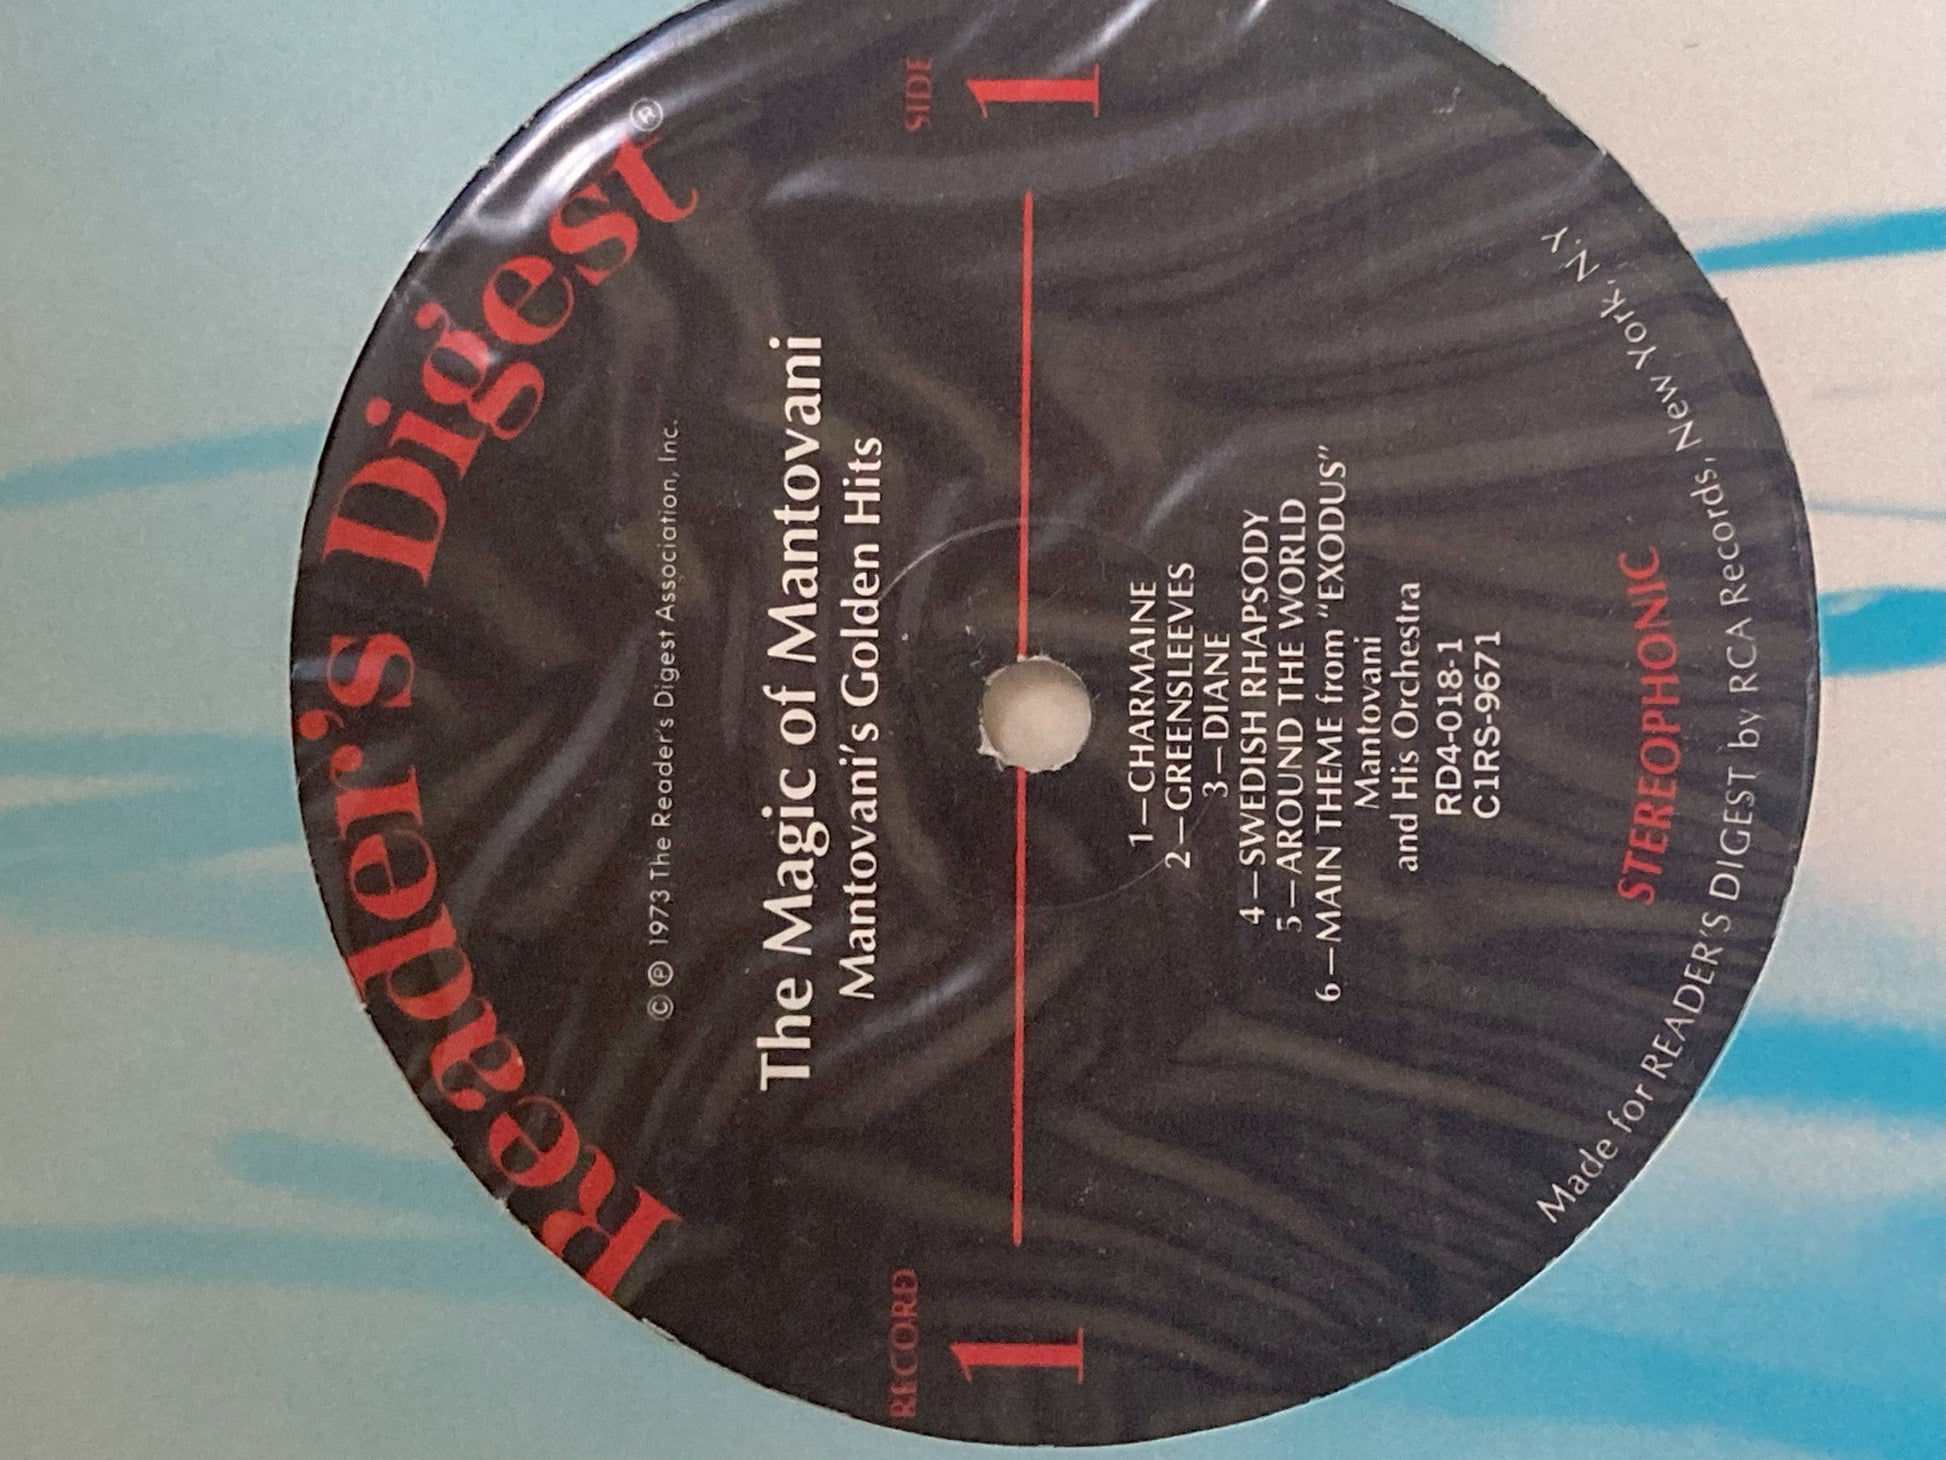 Reader's Digest®
© ℗ 1973 The Reader's Digest Association, Inc.
The Magic of Mantovani
Mantovani's Golden Hits
RECORD
1
SIDE
1
1—CHARMAINE
2—GREENSLEEVES
3—DIANE
4—SWEDISH RHAPSODY
5—AROUND THE WORLD
6—MAIN THEME from "EXODUS"
Mantovani
and His Orchestra
RD4-018-1
C1RS-9671
STEREOPHONIC
Made for READER'S DIGEST by RCA Records, New York, N.Y.